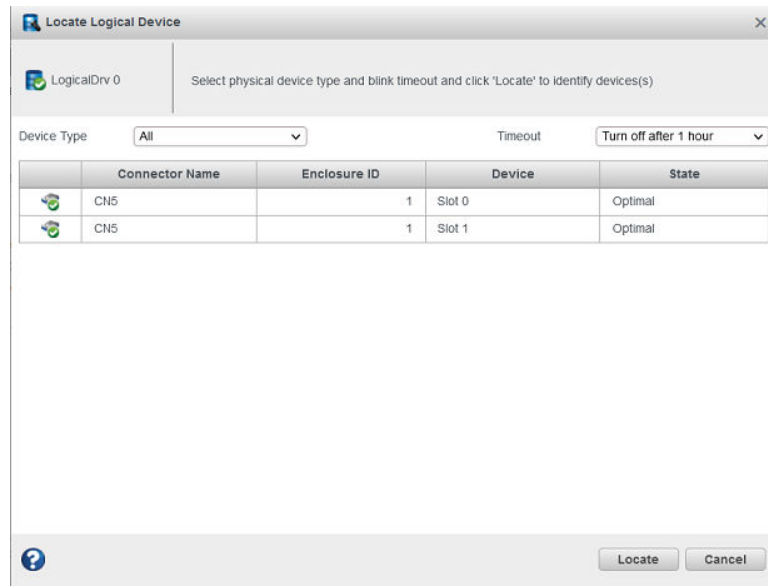 Locate Logical Device
LogicalDrv 0
Select physical device type and blink timeout and click 'Locate' to identify devices(s)
Device Type All Timeout Turn off after 1 hour
Connector Name Enclosure ID Device State
CN5 1 Slot 0 Optimal
CN5 1 Slot 1 Optimal
? Locate Cancel